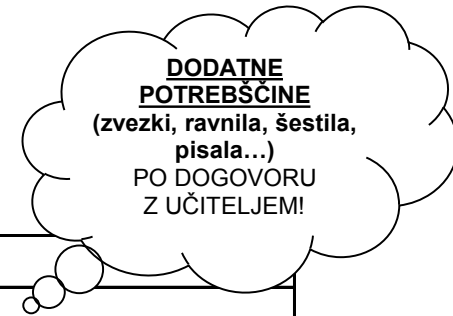 DODATNE
POTREBŠČINE
(zvezki, ravnila, šestila,
pisala…)
PO DOGOVORU
Z UČITELJEM!